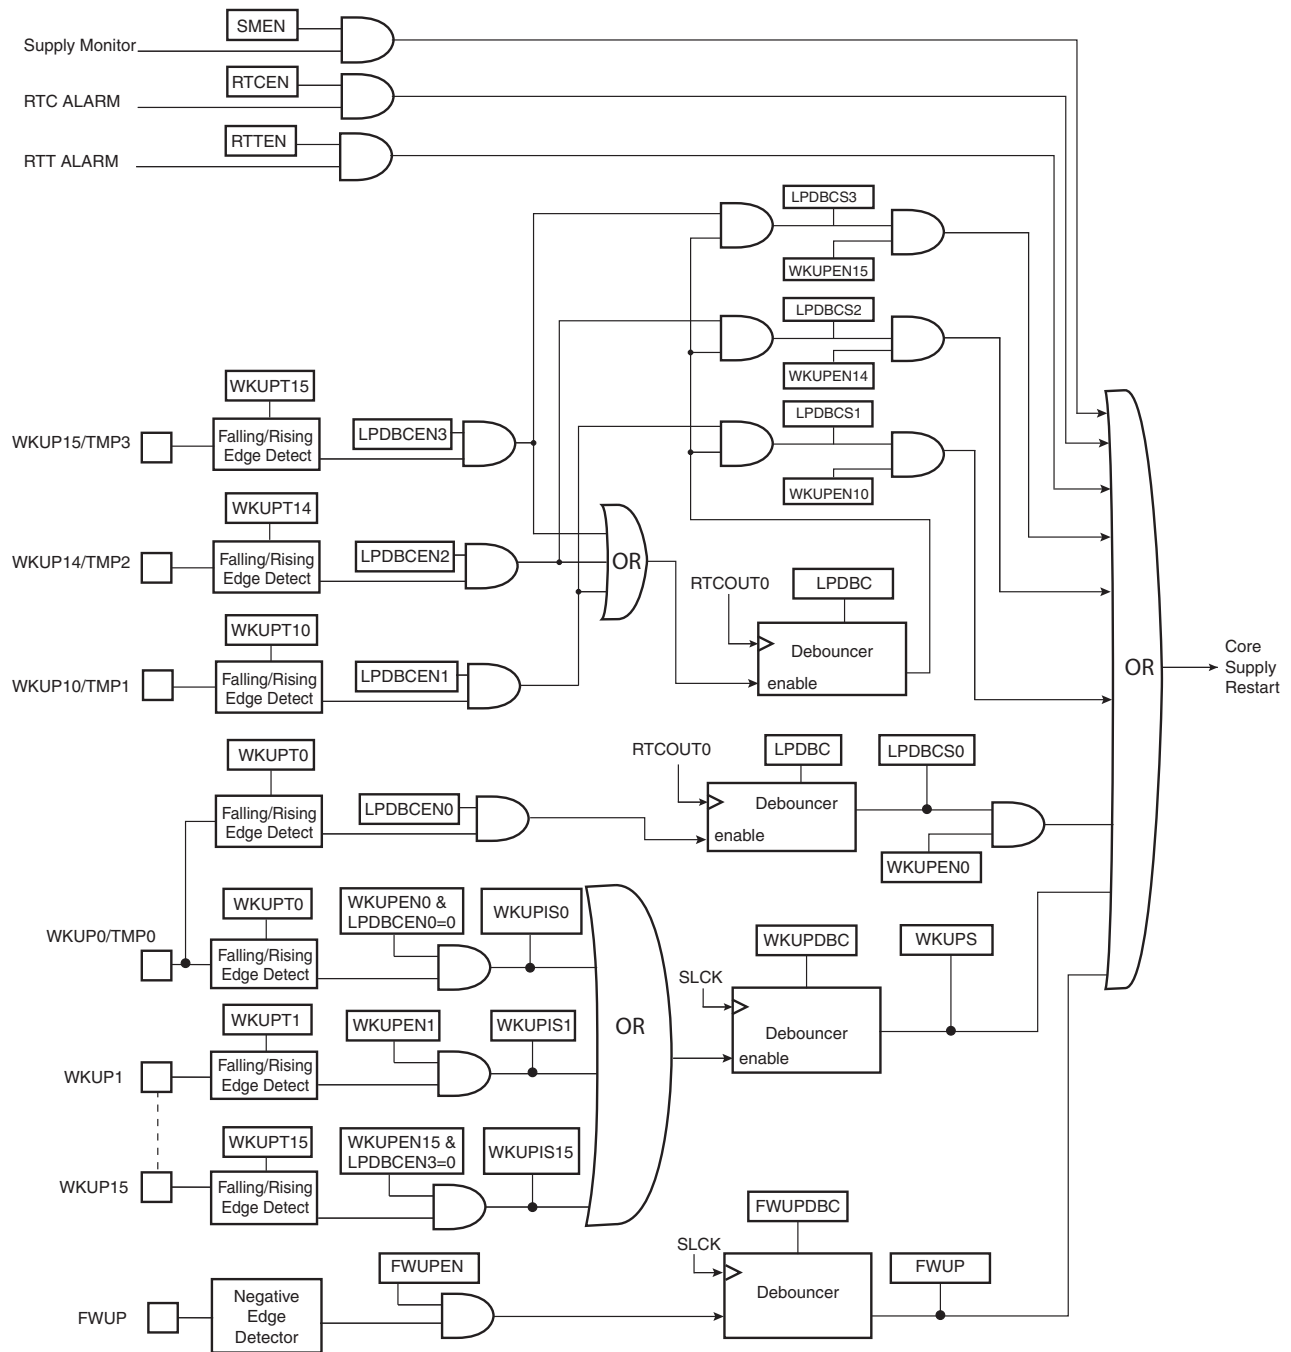 SMEN
Supply Monitor
RTCEN
RTC ALARM
RTTEN
RTT ALARM
LPDBCS3
WKUPEN15
LPDBCS2
WKUPEN14
LPDBCS1
WKUPEN10
WKUPT15
WKUP15/TMP3
Falling/Rising
Edge Detect
LPDBCEN3
WKUPT14
WKUP14/TMP2
Falling/Rising
Edge Detect
LPDBCEN2
OR
RTCOUT0
LPDBC
Debouncer
enable
WKUPT10
WKUP10/TMP1
Falling/Rising
Edge Detect
LPDBCEN1
OR
Core
Supply
Restart
WKUPT0
Falling/Rising
Edge Detect
LPDBCEN0
RTCOUT0
LPDBC
Debouncer
enable
LPDBCS0
WKUPEN0
WKUP0/TMP0
WKUPT0
Falling/Rising
Edge Detect
WKUPEN0 &
LPDBCEN0=0
WKUPIS0
OR
WKUPDBC
WKUPS
SLCK
Debouncer
enable
WKUPT1
WKUP1
Falling/Rising
Edge Detect
WKUPEN1
WKUPIS1
WKUPT15
WKUP15
Falling/Rising
Edge Detect
WKUPEN15 &
LPDBCEN3=0
WKUPIS15
FWUPDBC
SLCK
Debouncer
FWUP
FWUPEN
FWUP
Negative
Edge
Detector